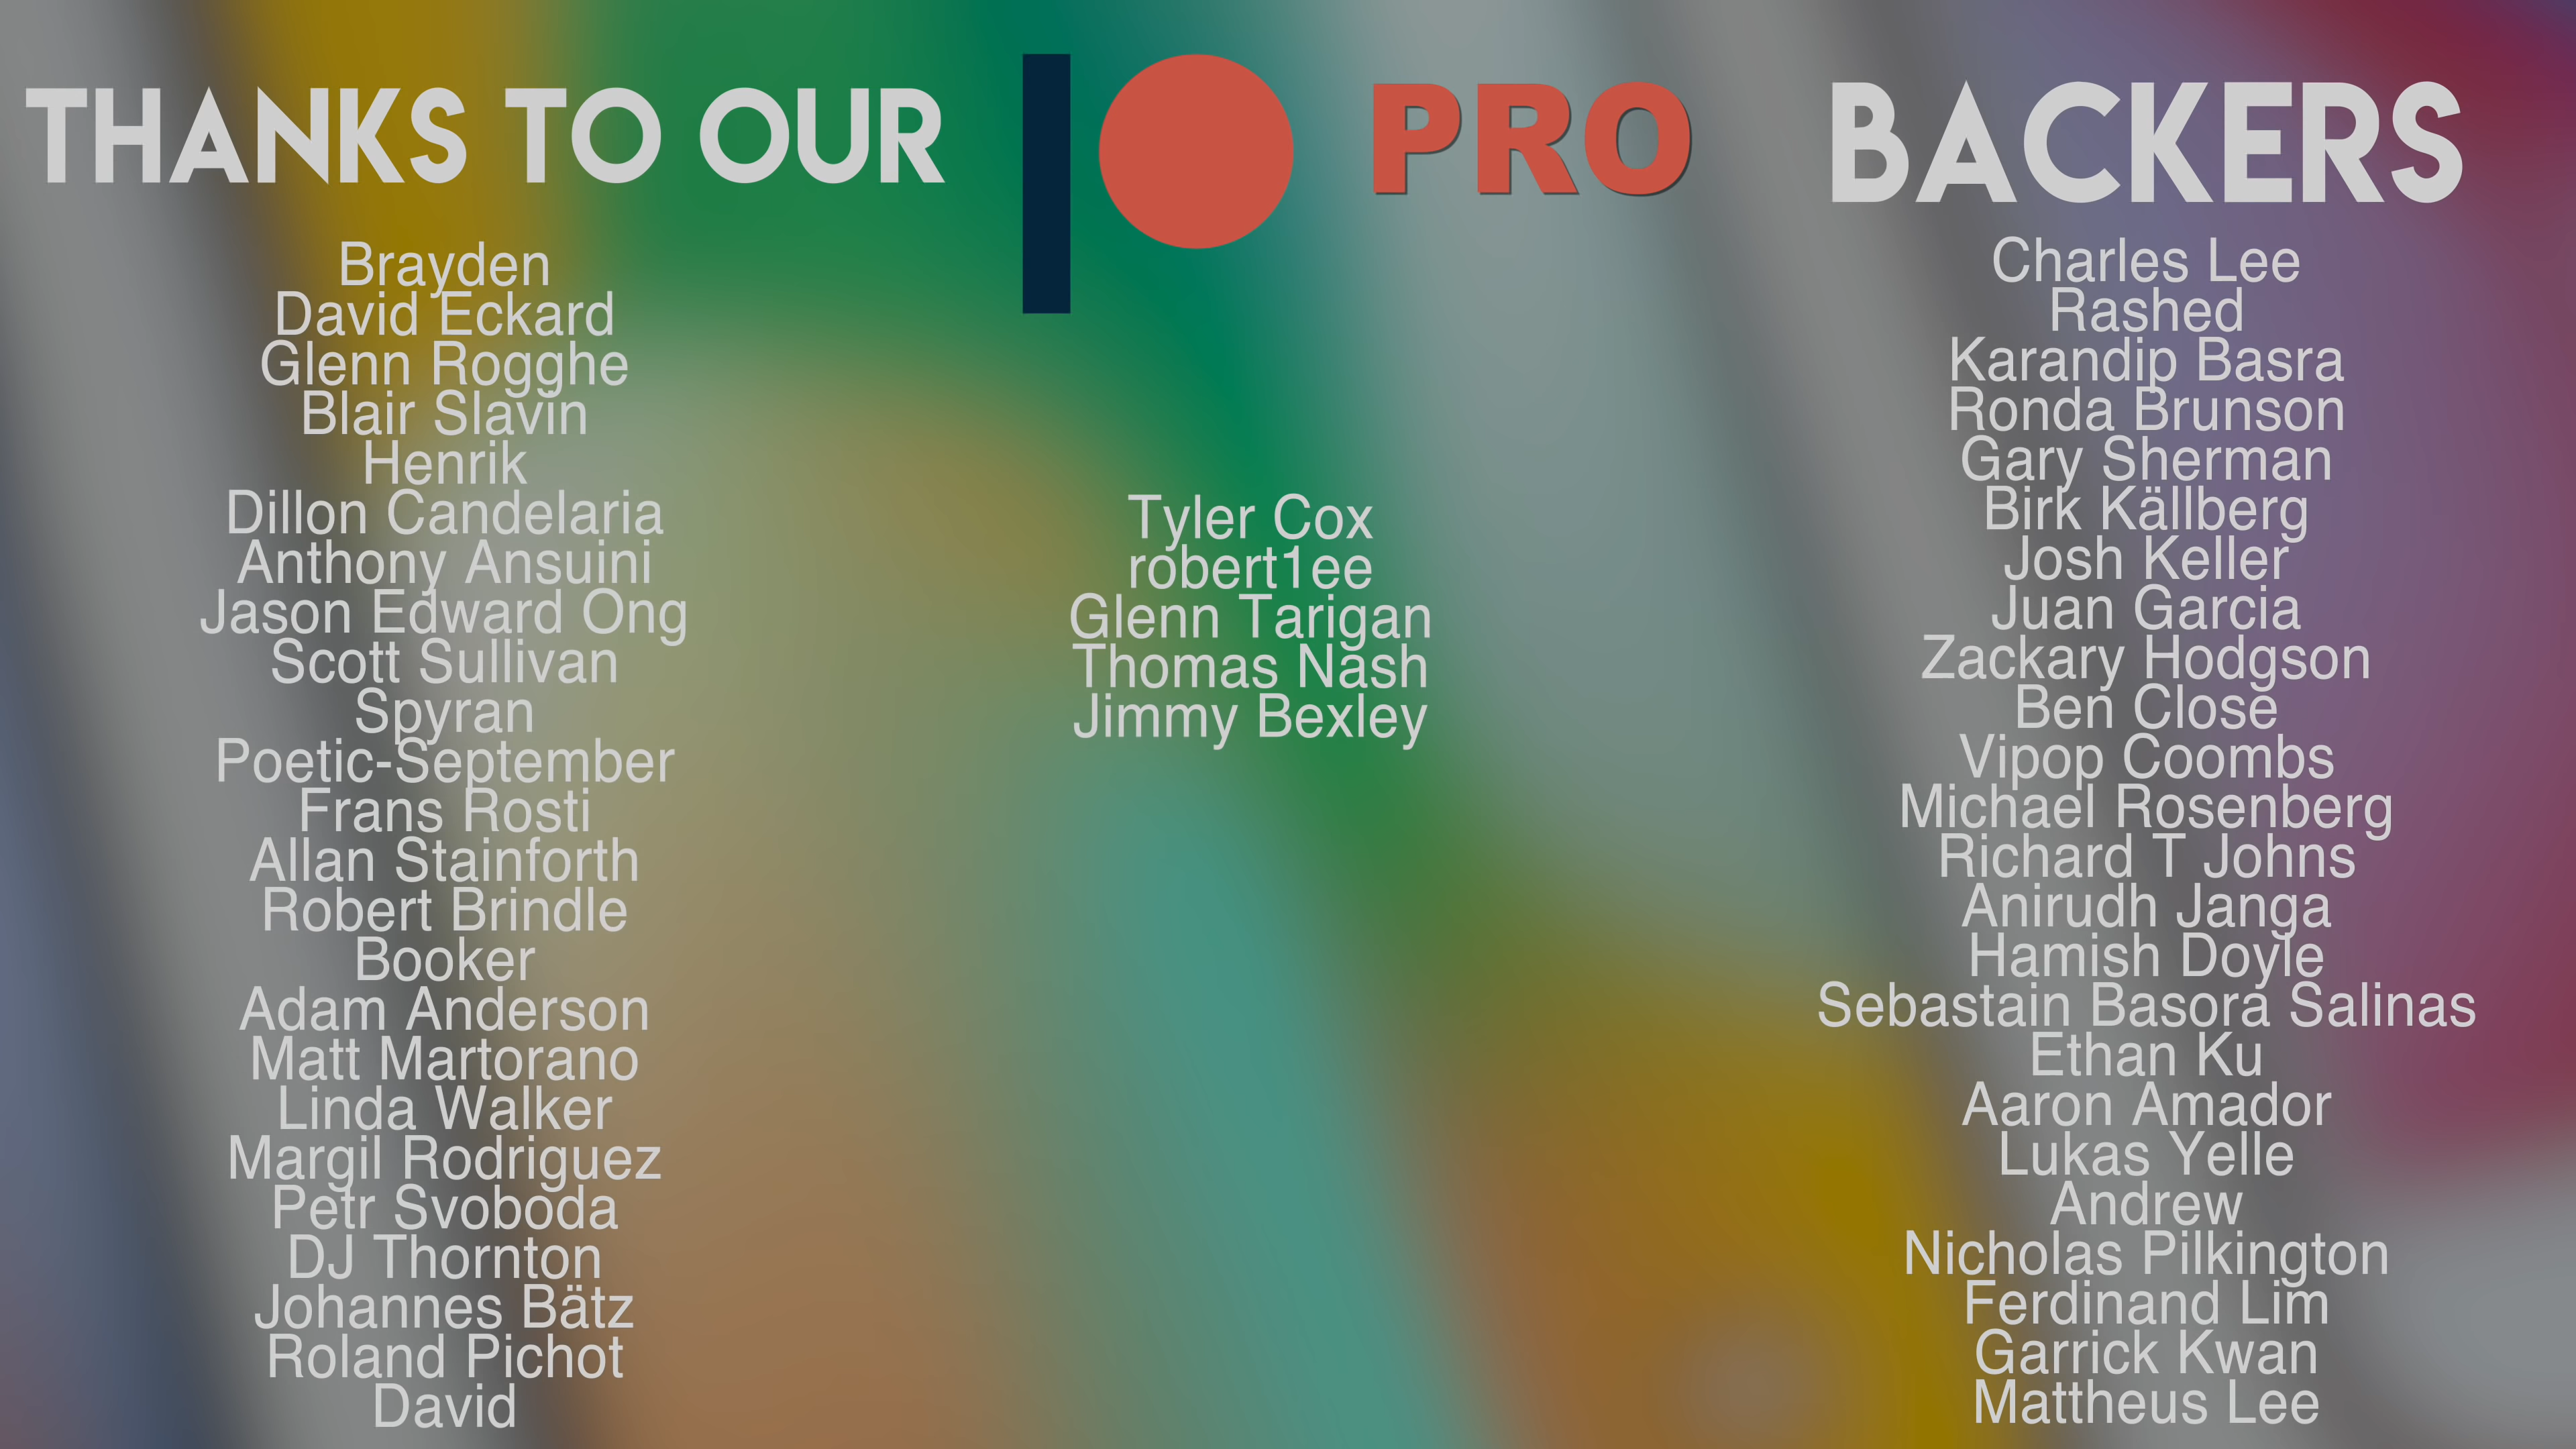 THANKS TO OUR PRO BACKERS
Brayden
David Eckard
Glenn Rogghe
Blair Slavin
Henrik
Dillon Candelaria
Anthony Ansuini
Jason Edward Ong
Scott Sullivan
Spyran
Poetic-September
Frans Rosti
Allan Stainforth
Robert Brindle
Booker
Adam Anderson
Matt Martorano
Linda Walker
Margil Rodriguez
Petr Svoboda
DJ Thornton
Johannes Bätz
Roland Pichot
David
Tyler Cox
robert1ee
Glenn Tarigan
Thomas Nash
Jimmy Bexley
Charles Lee
Rashed
Karandip Basra
Ronda Brunson
Gary Sherman
Birk Källberg
Josh Keller
Juan Garcia
Zackary Hodgson
Ben Close
Vipop Coombs
Michael Rosenberg
Richard T Johns
Anirudh Janga
Hamish Doyle
Sebastain Basora Salinas
Ethan Ku
Aaron Amador
Lukas Yelle
Andrew
Nicholas Pilkington
Ferdinand Lim
Garrick Kwan
Mattheus Lee